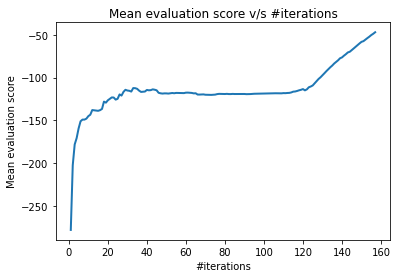 Mean evaluation score v/s #iterations
Mean evaluation score
−50
−100
−150
−200
−250
0 20 40 60 80 100 120 140 160
#iterations